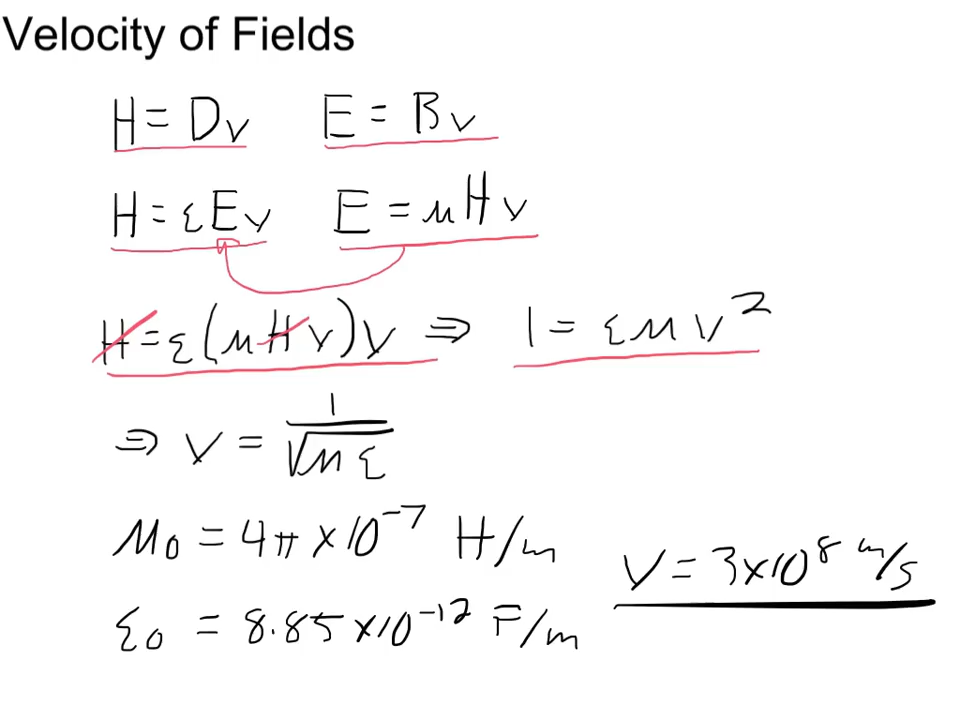 Velocity of Fields
H = Dv E = Bv
H = εEv E = μHv
H = ε(μHv)v ⇒ 1 = εμv²
⇒ v = 1/√με
μ₀ = 4π×10⁻⁷ H/m
v = 3×10⁸ m/s
ε₀ = 8.85×10⁻¹² F/m